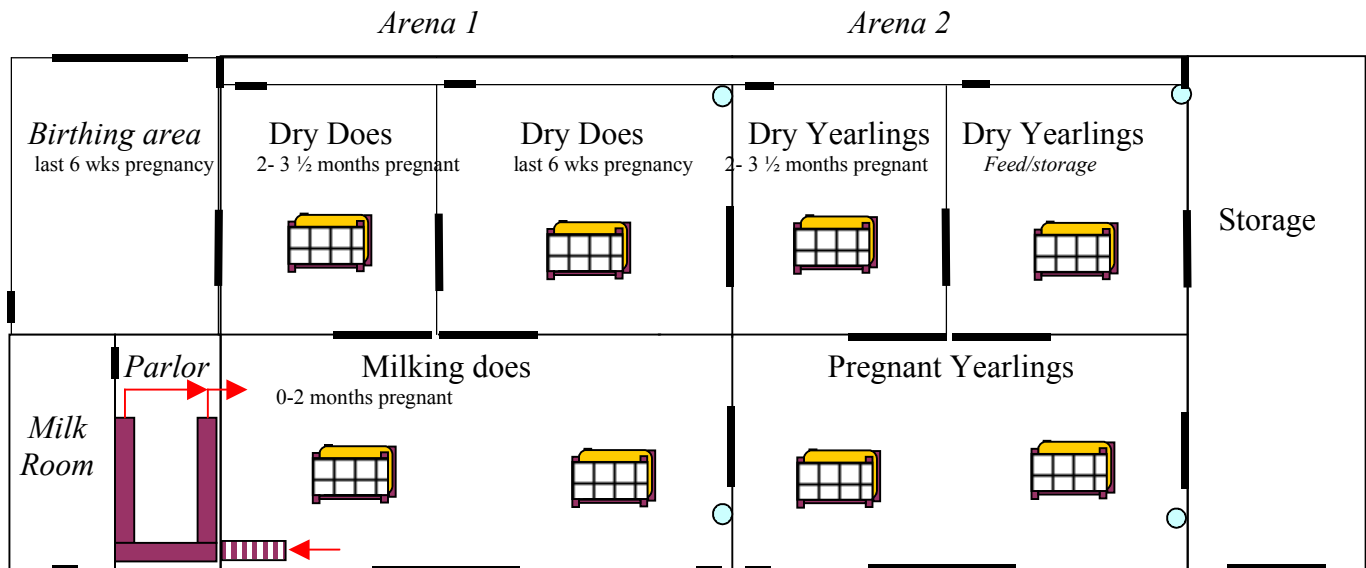 Arena 1
Arena 2
Birthing area
last 6 wks pregnancy
Dry Does
2- 3 ½ months pregnant
Dry Does
last 6 wks pregnancy
Dry Yearlings
2- 3 ½ months pregnant
Dry Yearlings
Feed/storage
Storage
Milk
Room
Parlor
Milking does
0-2 months pregnant
Pregnant Yearlings